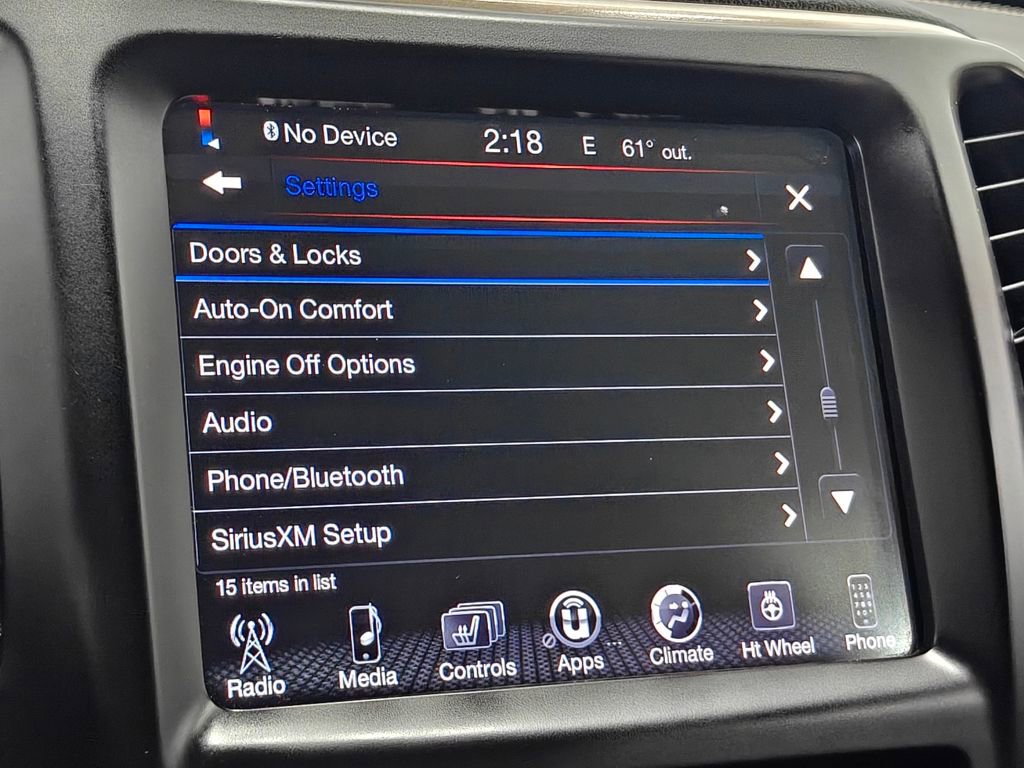 No Device 2:18 E 61° out.
Settings
Doors & Locks
Auto-On Comfort
Engine Off Options
Audio
Phone/Bluetooth
SiriusXM Setup
15 items in list
Radio Media Controls Apps Climate Ht Wheel Phone